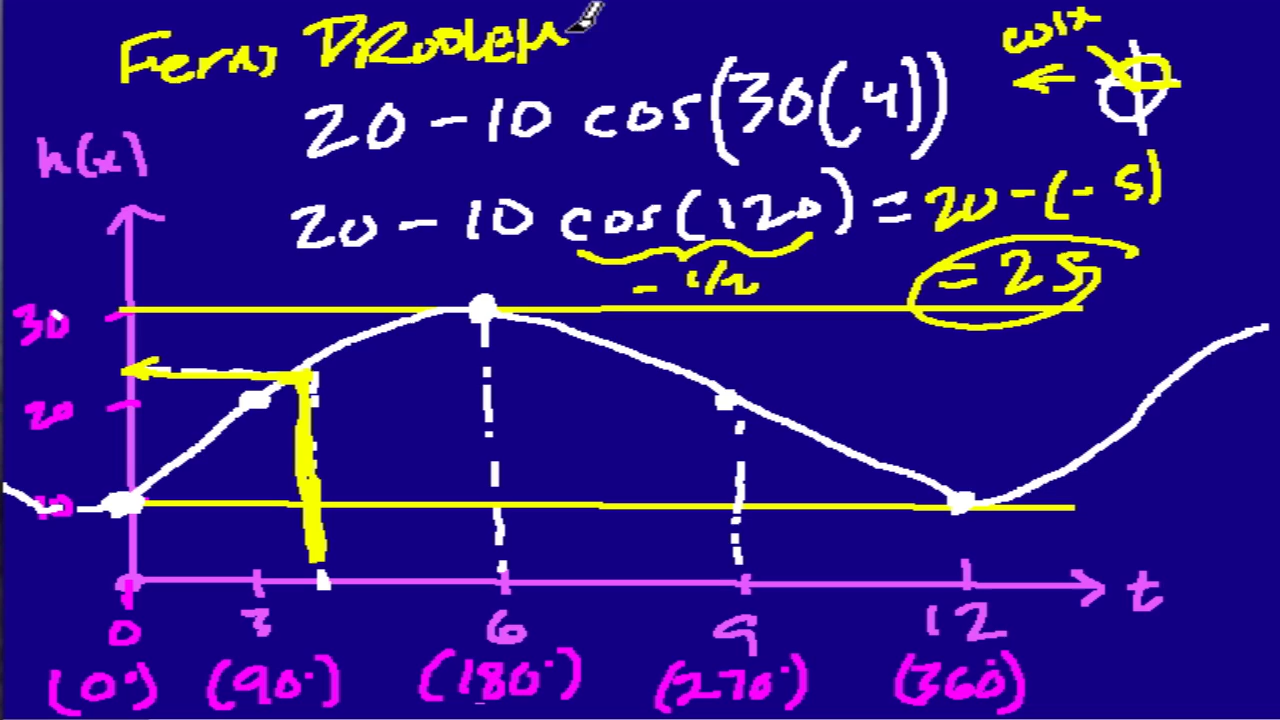 Ferris Problem
cos x
20 - 10 cos(30(4))
h(x)
20 - 10 cos(120) = 20 - (-5)
- 1/2
= 25
30
20
10
t
0 3 6 9 12
(0°) (90°) (180°) (270°) (360°)